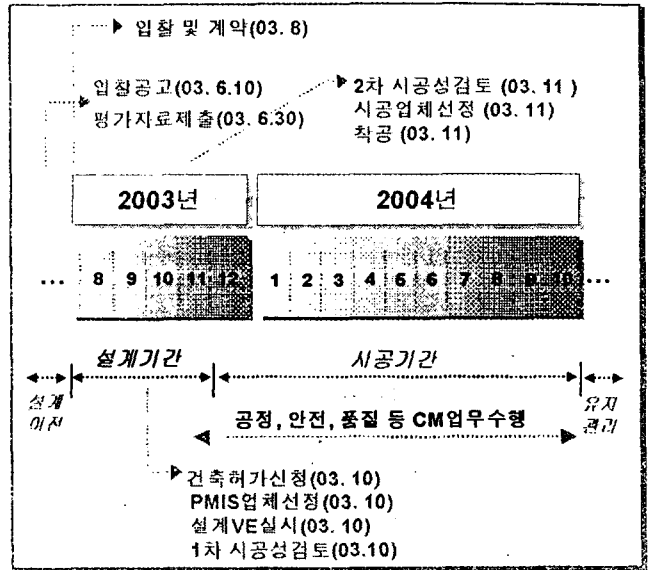 입찰 및 계약(03. 8)
입찰공고(03. 6.10)
평가자료제출(03. 6.30)
2차 시공성검토 (03. 11 )
시공업체선정 (03. 11)
착공 (03. 11)
2003년
2004년
... 8 9 10 11 12 1 2 3 4 5 6 7 8 9 10 ...
설계기간
시공기간
설계
이전
유지
관리
공정, 안전, 품질 등 CM업무수행
건축허가신청(03. 10)
PMIS업체선정(03. 10)
설계VE실시(03. 10)
1차 시공성검토(03.10)